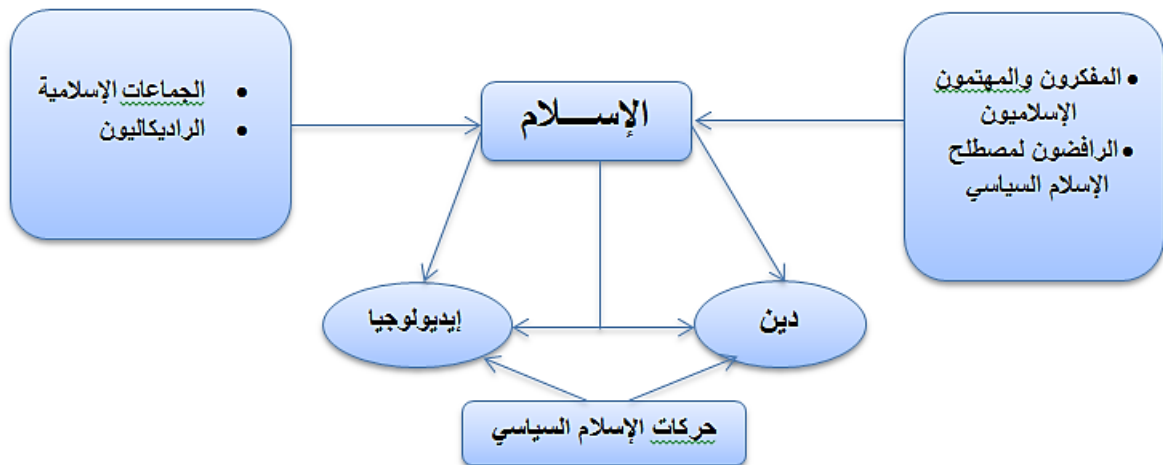 • المفكرون والمهتمون
الإسلاميون
• الرافضون لمصطلح
الإسلام السياسي
الإســـلام
• الجماعات الإسلامية
• الراديكاليون
دين
إيديولوجيا
حركات الإسلام السياسي